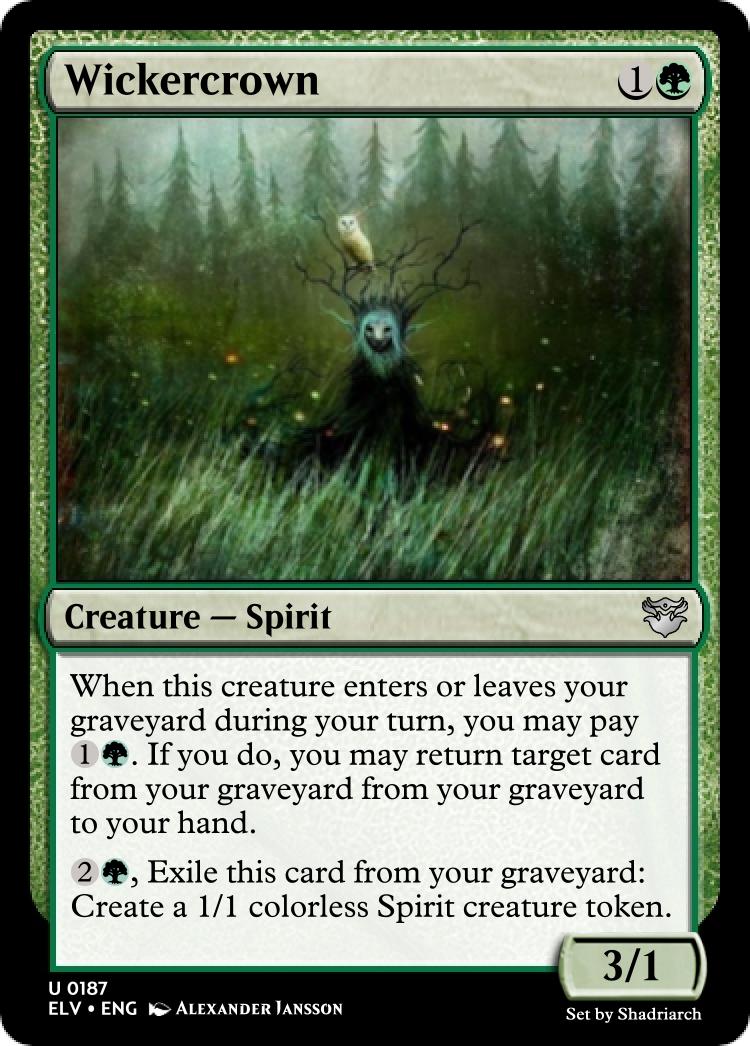 Wickercrown 1
Creature — Spirit
When this creature enters or leaves your
graveyard during your turn, you may pay
1. If you do, you may return target card
from your graveyard from your graveyard
to your hand.
2, Exile this card from your graveyard:
Create a 1/1 colorless Spirit creature token.
3/1
U 0187
ELV • ENG Alexander Jansson
Set by Shadriarch